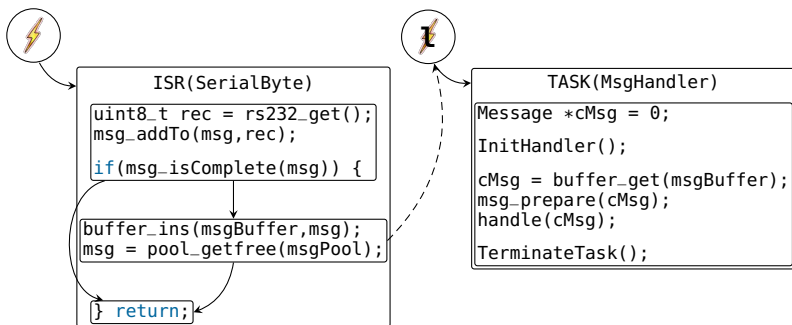 ISR(SerialByte)
uint8_t rec = rs232_get();
msg_addTo(msg,rec);
if(msg_isComplete(msg)) {
buffer_ins(msgBuffer,msg);
msg = pool_getfree(msgPool);
} return;
1
TASK(MsgHandler)
Message *cMsg = 0;
InitHandler();
cMsg = buffer_get(msgBuffer);
msg_prepare(cMsg);
handle(cMsg);
TerminateTask();